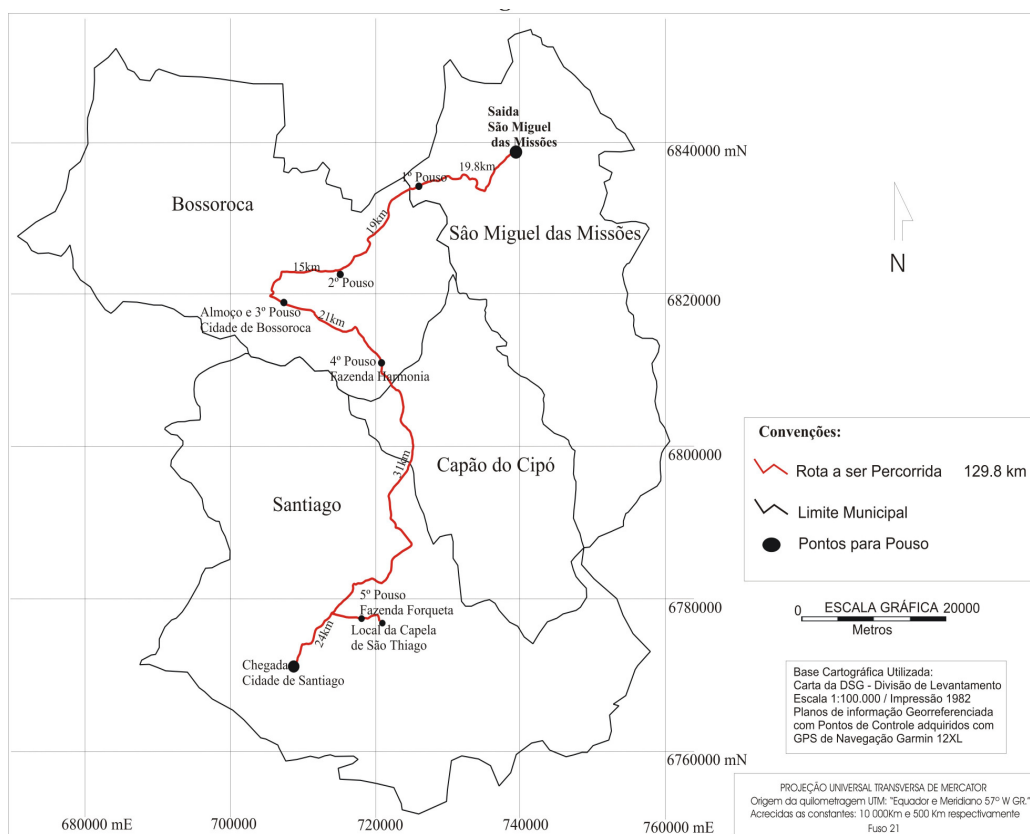 Saida
São Miguel
das Missões
19.8km
6840000 mN
1º Pouso
Bossoroca
19km
Sâo Miguel das Missões
N
15km
2º Pouso
6820000
Almoço e 3º Pouso
Cidade de Bossoroca
21km
4º Pouso
Fazenda Harmonia
6800000
31km
Capão do Cipó
Santiago
Convenções:
Rota a ser Percorrida 129.8 km
Limite Municipal
Pontos para Pouso
5º Pouso
Fazenda Forqueta
6780000
Local da Capela
de São Thiago
24km
0 ESCALA GRÁFICA 20000
Metros
Chegada
Cidade de Santiago
Base Cartográfica Utilizada:
Carta da DSG - Divisão de Levantamento
Escala 1:100.000 / Impressão 1982
Planos de informação Georreferenciada
com Pontos de Controle adquiridos com
GPS de Navegação Garmin 12XL
6760000 mN
PROJEÇÃO UNIVERSAL TRANSVERSA DE MERCATOR
Origem da quilometragem UTM: "Equador e Meridiano 57º W GR."
Acrecidas as constantes: 10 000Km e 500 Km respectivamente
Fuso 21
680000 mE
700000
720000
740000
760000 mE